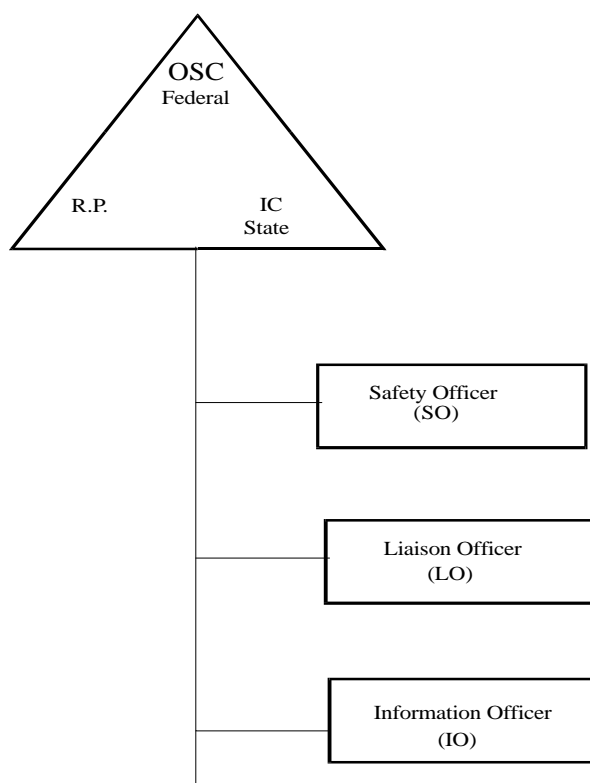 OSC
Federal
R.P.
IC
State
Safety Officer
(SO)
Liaison Officer
(LO)
Information Officer
(IO)